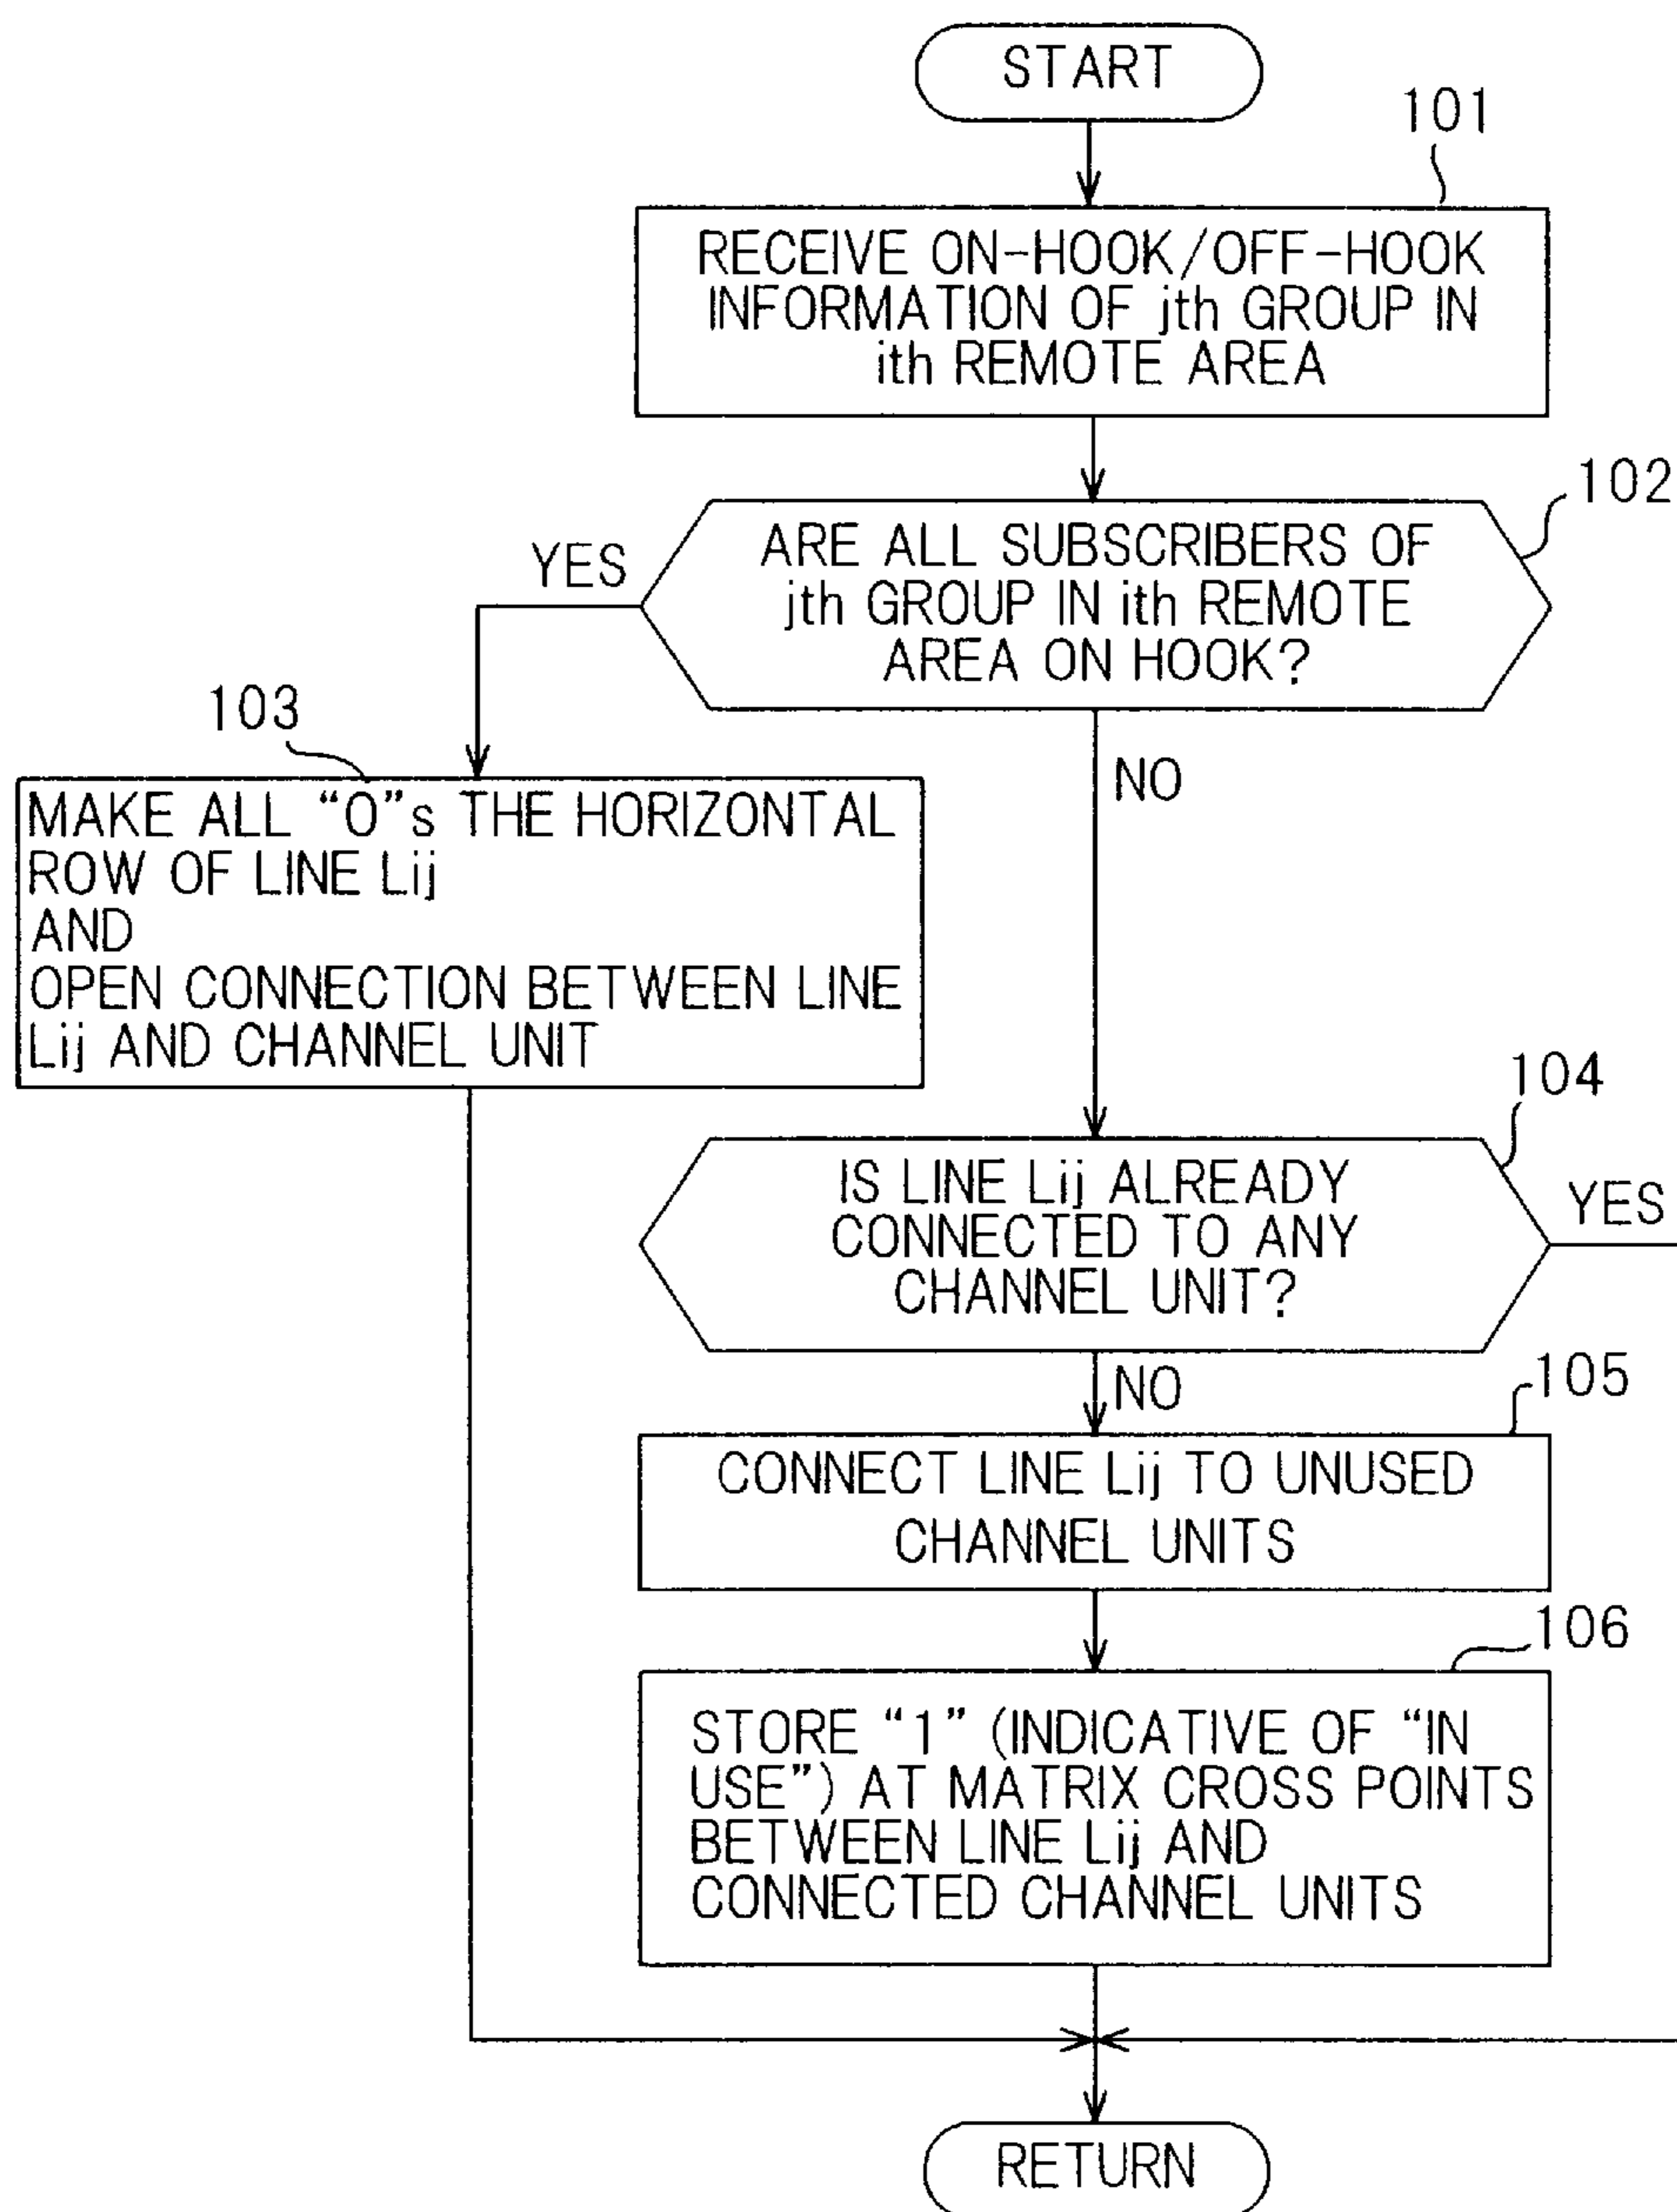 START
101
RECEIVE ON-HOOK/OFF-HOOK
INFORMATION OF jth GROUP IN
ith REMOTE AREA
102
ARE ALL SUBSCRIBERS OF
jth GROUP IN ith REMOTE
AREA ON HOOK?
YES
NO
103
MAKE ALL “0”s THE HORIZONTAL
ROW OF LINE Lij
AND
OPEN CONNECTION BETWEEN LINE
Lij AND CHANNEL UNIT
104
IS LINE Lij ALREADY
CONNECTED TO ANY
CHANNEL UNIT?
YES
NO
105
CONNECT LINE Lij TO UNUSED
CHANNEL UNITS
106
STORE “1” (INDICATIVE OF “IN
USE”) AT MATRIX CROSS POINTS
BETWEEN LINE Lij AND
CONNECTED CHANNEL UNITS
RETURN